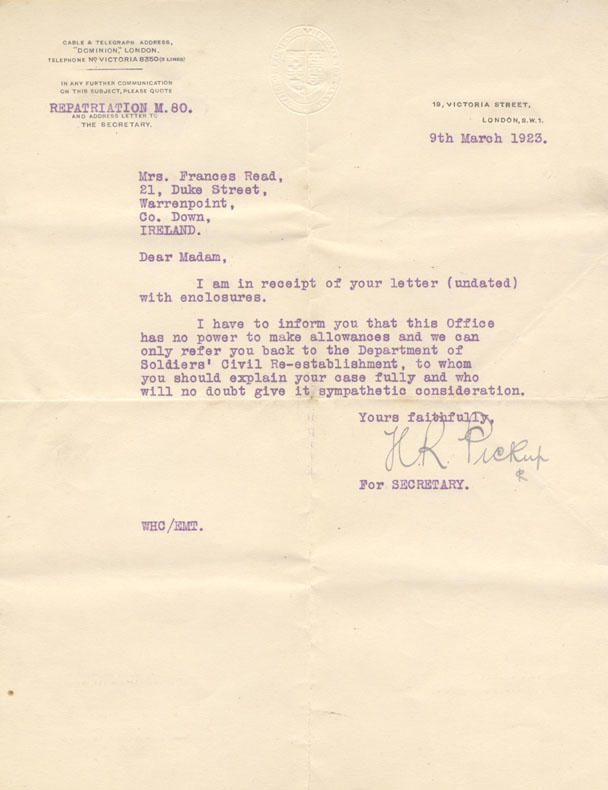 CABLE & TELEGRAPH ADDRESS,
"DOMINION," LONDON.
TELEPHONE No VICTORIA 8350 (3 LINES)
IN ANY FURTHER COMMUNICATION
ON THIS SUBJECT, PLEASE QUOTE
REPATRIATION M.80.
AND ADDRESS LETTER TO
THE SECRETARY.
19, VICTORIA STREET,
LONDON, S.W.1.
9th March 1923.
Mrs. Frances Read,
21, Duke Street,
Warrenpoint,
Co. Down,
IRELAND.
Dear Madam,
I am in receipt of your letter (undated)
with enclosures.
I have to inform you that this Office
has no power to make allowances and we can
only refer you back to the Department of
Soldiers' Civil Re-establishment, to whom
you should explain your case fully and who
will no doubt give it sympathetic consideration.
Yours faithfully,
H.R. Pickup
For SECRETARY.
WHC/EMT.